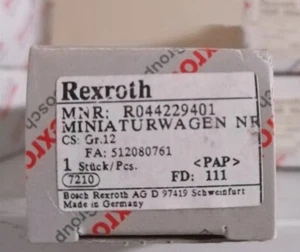 Rexroth
MNR: R044229401
MINIATURWAGEN NR
CS: Gr.12
FA: 512080761
1 Stück/Pcs. <PAP>
7210 FD: 111
Bosch Rexroth AG D 97419 Schweinfurt
Made in Germany